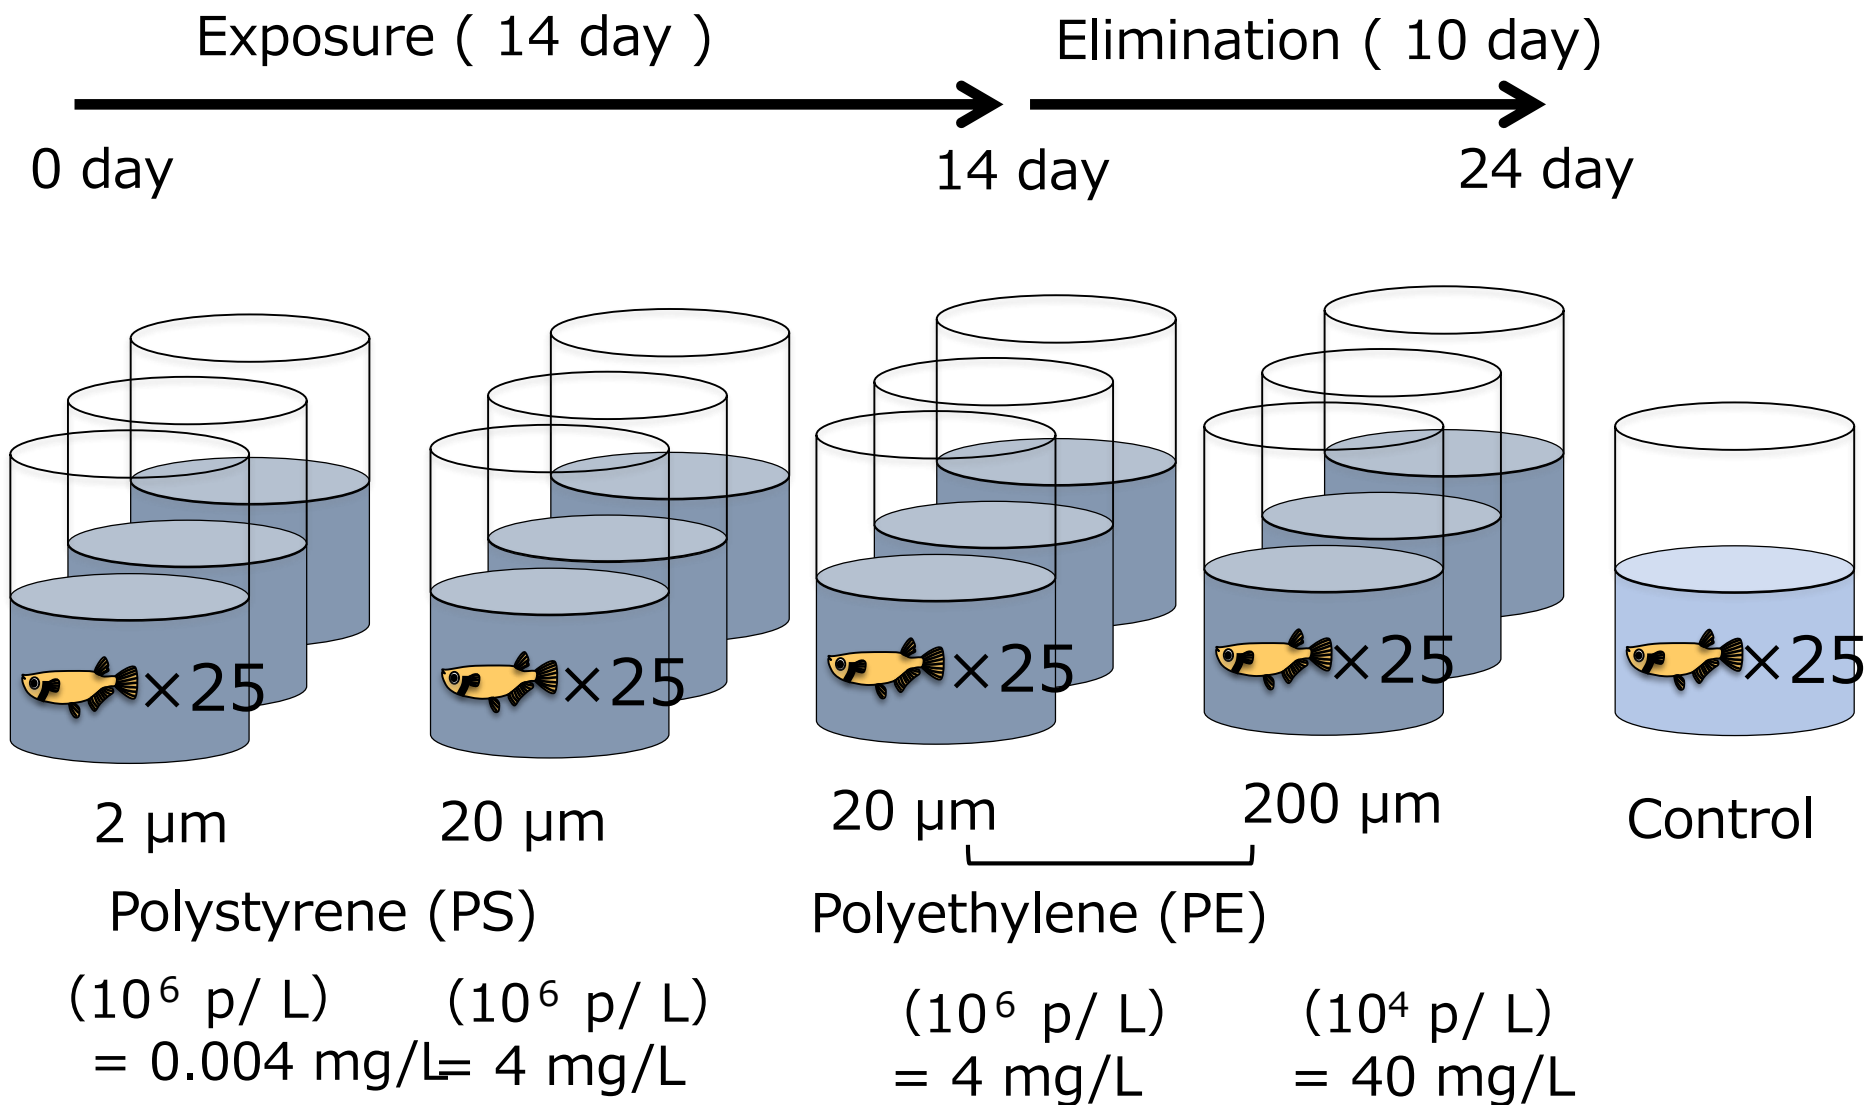 Exposure ( 14 day )
Elimination ( 10 day)
0 day
14 day
24 day
×25
×25
×25
×25
×25
2 μm
20 μm
20 μm
200 μm
Control
Polystyrene (PS)
Polyethylene (PE)
(10⁶ p/ L)
= 0.004 mg/L
(10⁶ p/ L)
= 4 mg/L
(10⁶ p/ L)
= 4 mg/L
(10⁴ p/ L)
= 40 mg/L